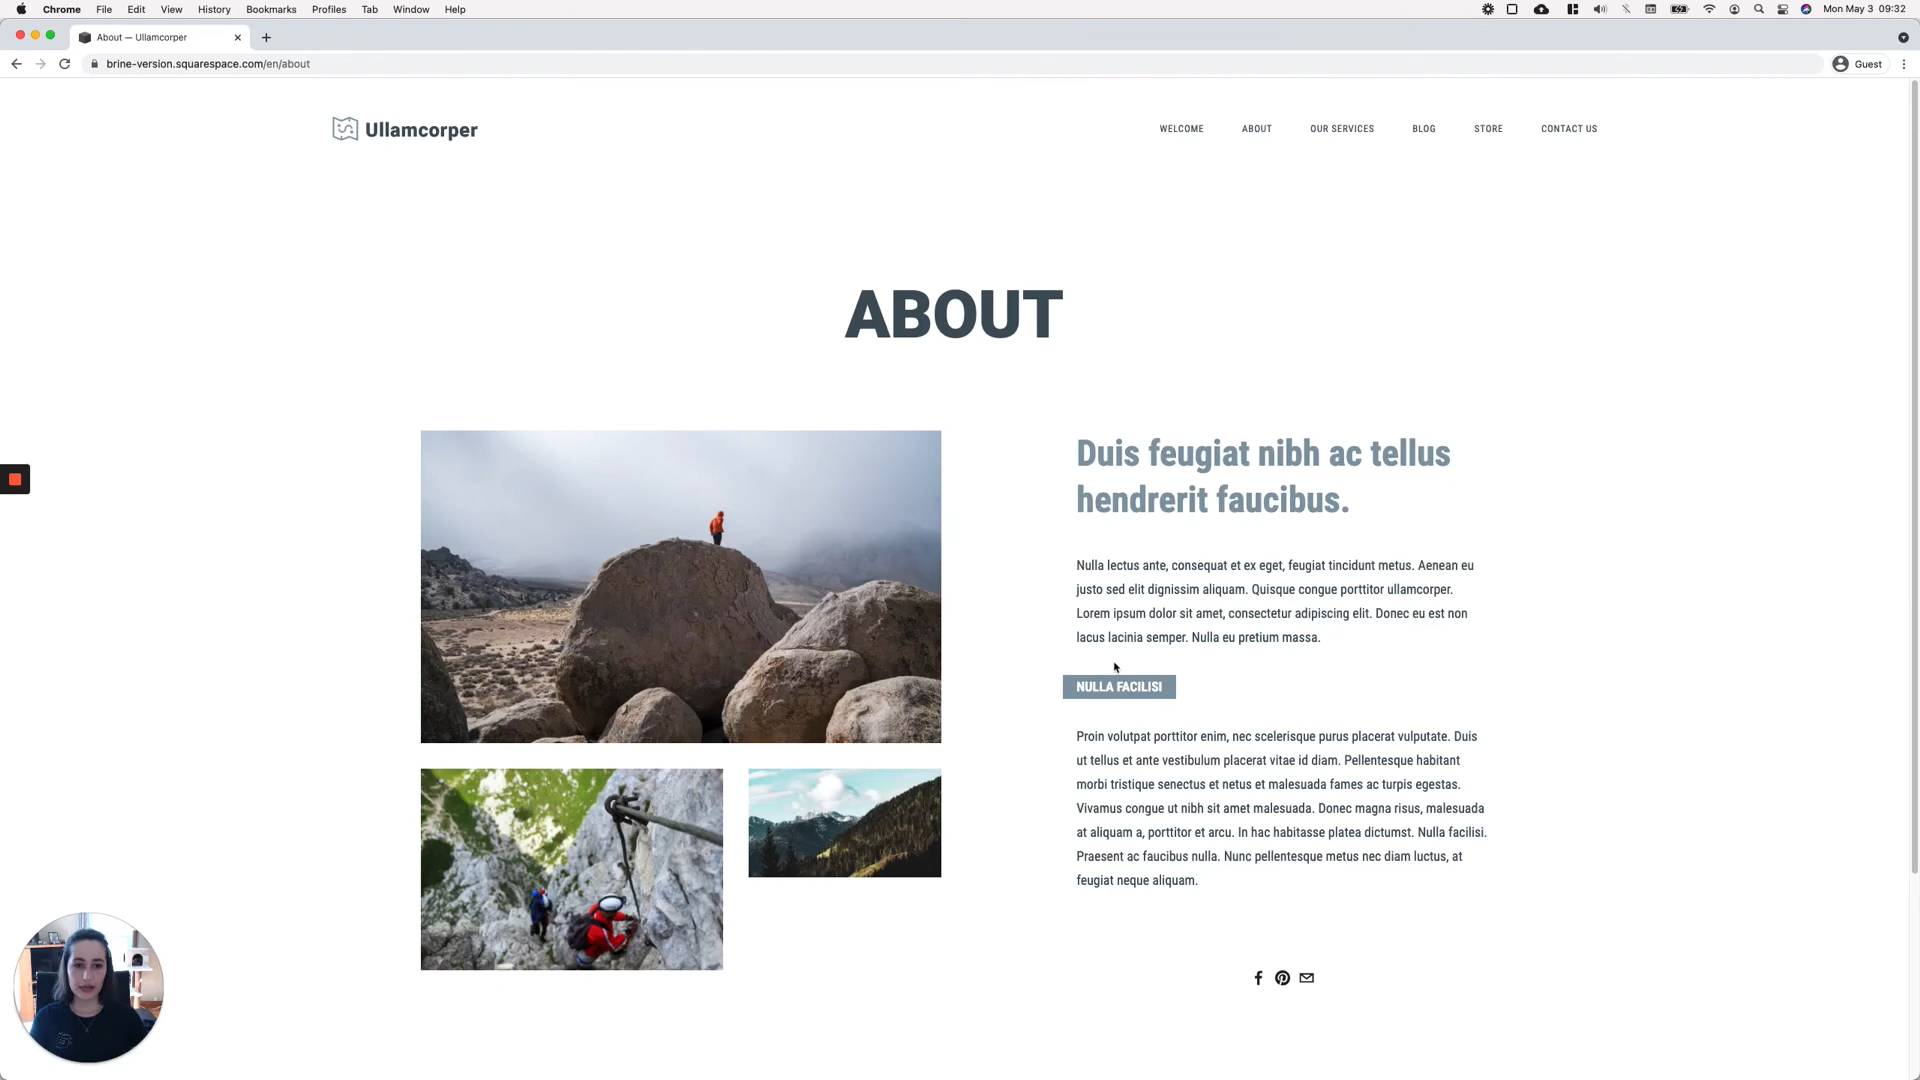 Chrome File Edit View History Bookmarks Profiles Tab Window Help
Mon May 3 09:32
About — Ullamcorper
brine-version.squarespace.com/en/about
Guest
Ullamcorper
WELCOME ABOUT OUR SERVICES BLOG STORE CONTACT US
ABOUT
Duis feugiat nibh ac tellus
hendrerit faucibus.
Nulla lectus ante, consequat et ex eget, feugiat tincidunt metus. Aenean eu
justo sed elit dignissim aliquam. Quisque congue porttitor ullamcorper.
Lorem ipsum dolor sit amet, consectetur adipiscing elit. Donec eu est non
lacus lacinia semper. Nulla eu pretium massa.
NULLA FACILISI
Proin volutpat porttitor enim, nec scelerisque purus placerat vulputate. Duis
ut tellus et ante vestibulum placerat vitae id diam. Pellentesque habitant
morbi tristique senectus et netus et malesuada fames ac turpis egestas.
Vivamus congue ut nibh sit amet malesuada. Donec magna risus, malesuada
at aliquam a, porttitor et arcu. In hac habitasse platea dictumst. Nulla facilisi.
Praesent ac faucibus nulla. Nunc pellentesque metus nec diam luctus, at
feugiat neque aliquam.